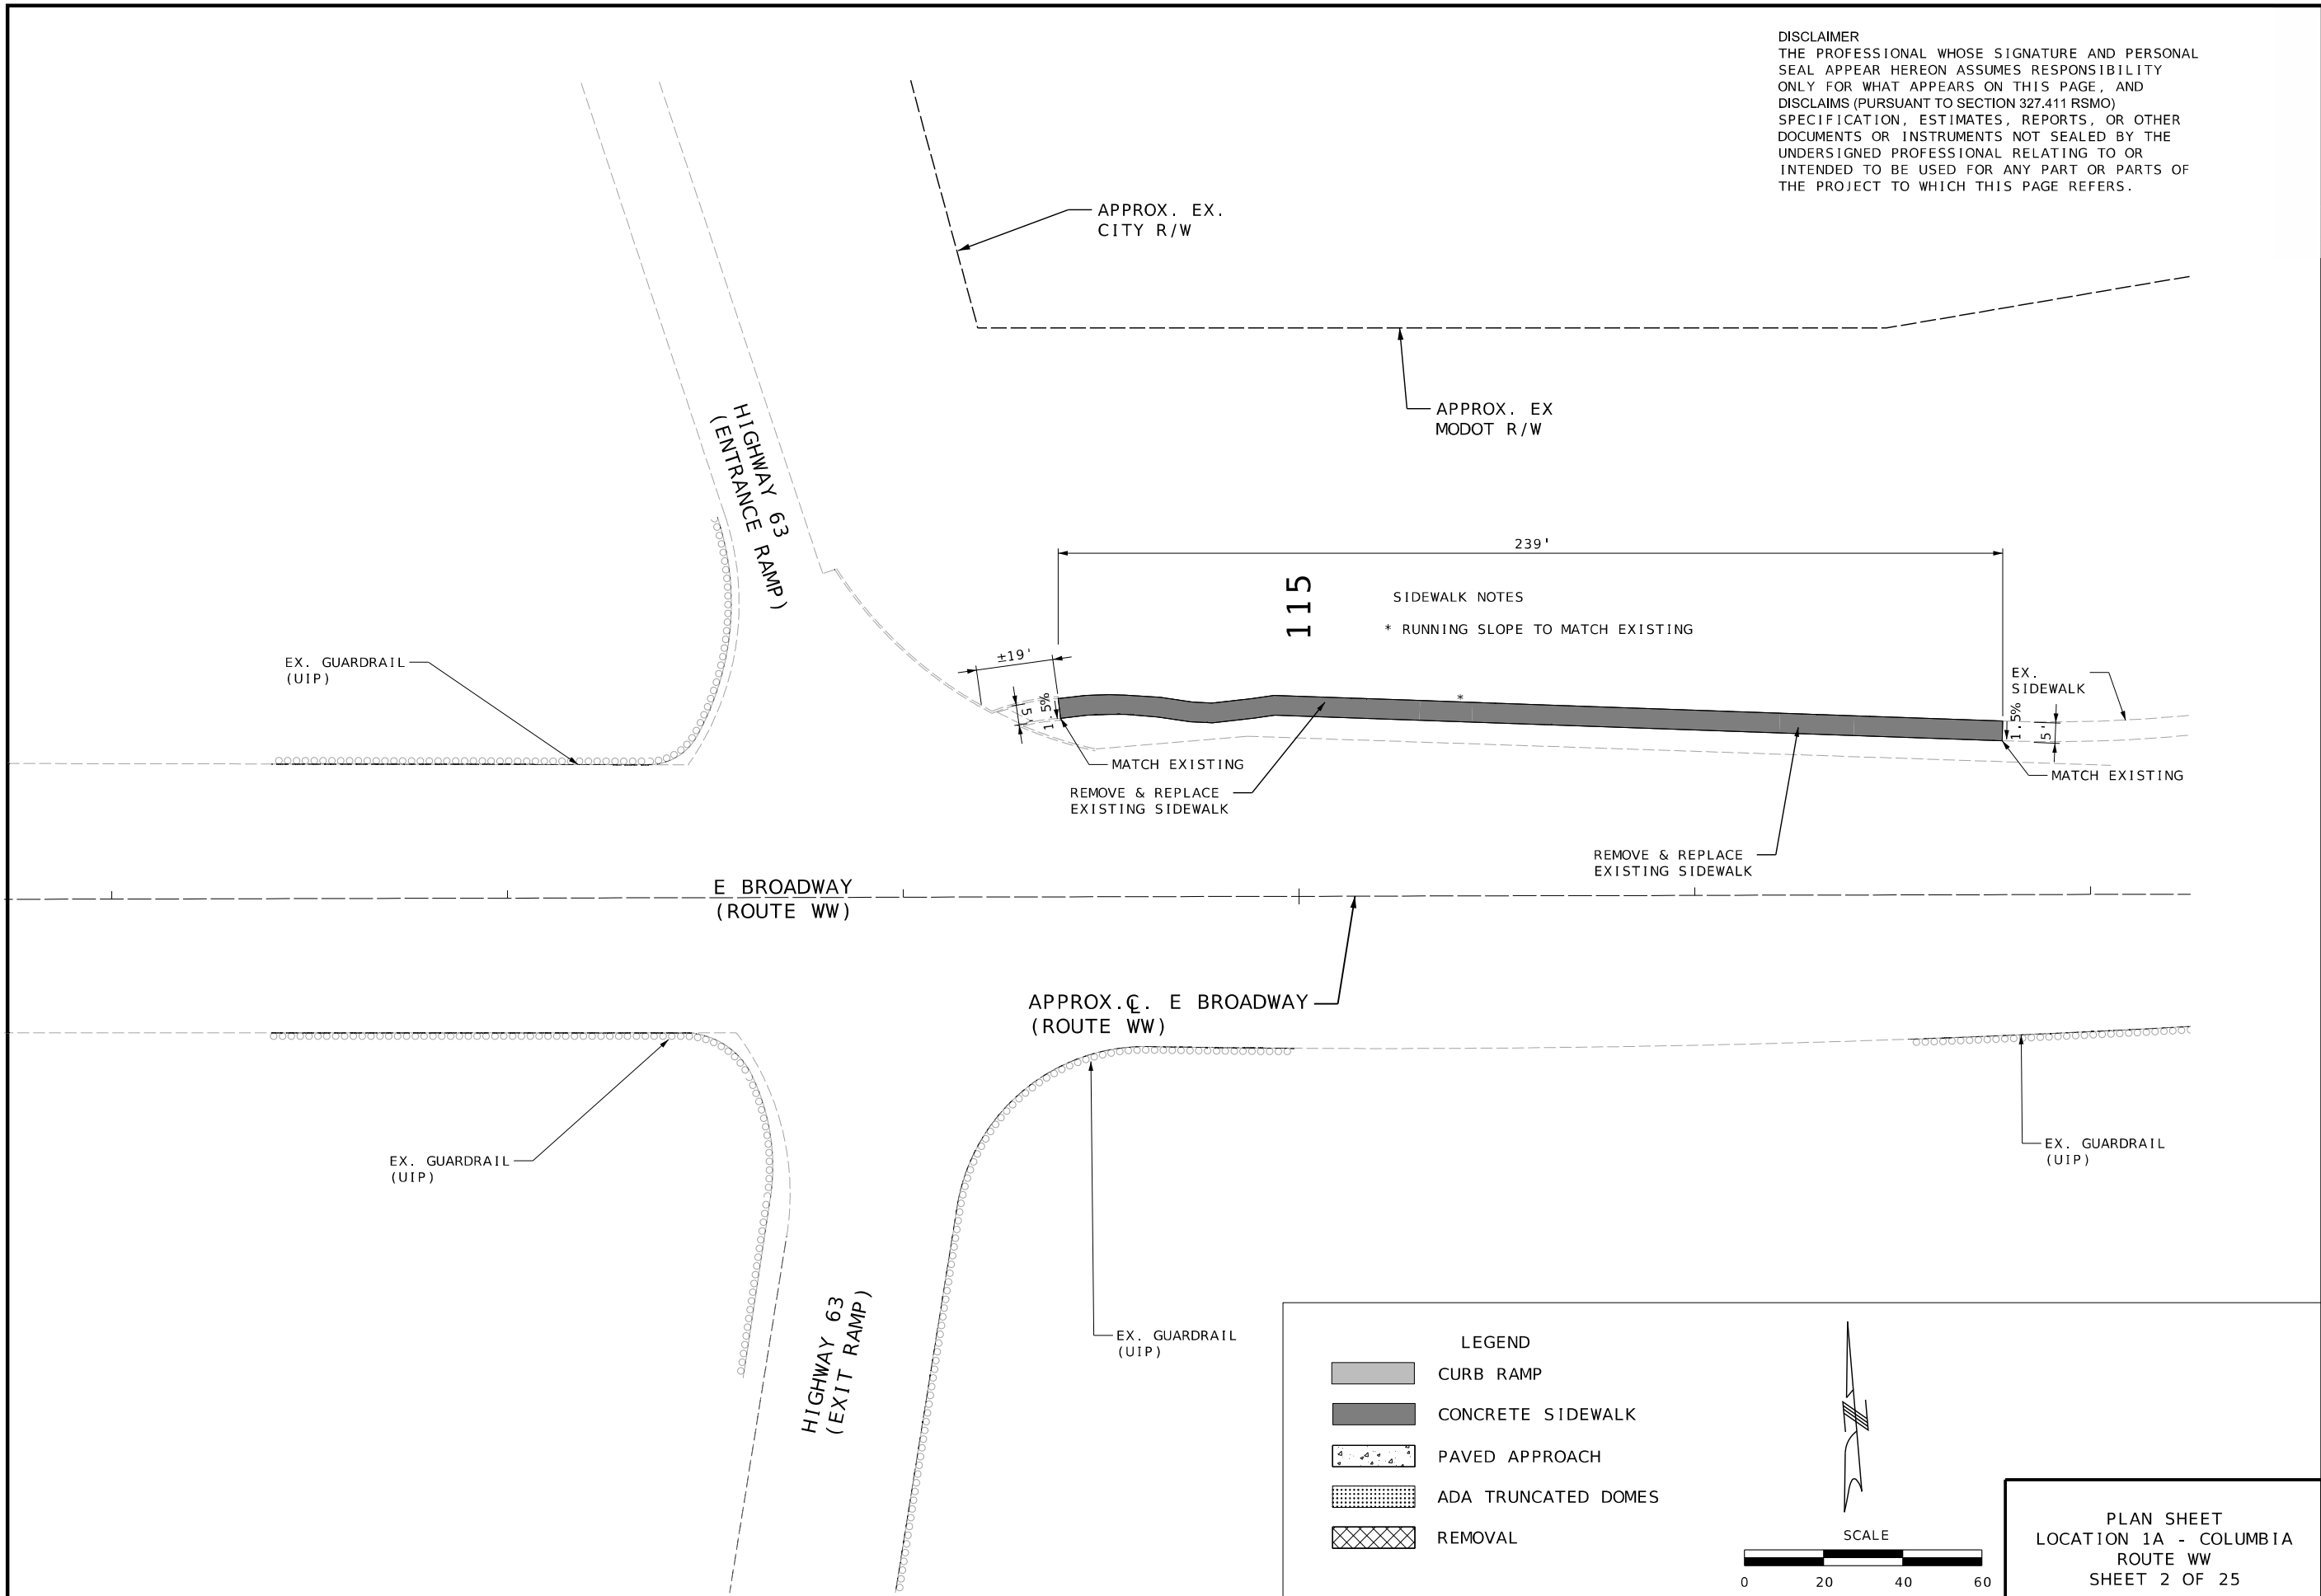 DISCLAIMER
THE PROFESSIONAL WHOSE SIGNATURE AND PERSONAL
SEAL APPEAR HEREON ASSUMES RESPONSIBILITY
ONLY FOR WHAT APPEARS ON THIS PAGE, AND
DISCLAIMS (PURSUANT TO SECTION 327.411 RSMO)
SPECIFICATION, ESTIMATES, REPORTS, OR OTHER
DOCUMENTS OR INSTRUMENTS NOT SEALED BY THE
UNDERSIGNED PROFESSIONAL RELATING TO OR
INTENDED TO BE USED FOR ANY PART OR PARTS OF
THE PROJECT TO WHICH THIS PAGE REFERS.
APPROX. EX.
CITY R/W
APPROX. EX
MODOT R/W
HIGHWAY 63
(ENTRANCE RAMP)
239'
115
SIDEWALK NOTES
* RUNNING SLOPE TO MATCH EXISTING
EX. GUARDRAIL
(UIP)
±19'
5'
1.5%
*
EX.
SIDEWALK
1.5%
5'
MATCH EXISTING
MATCH EXISTING
REMOVE & REPLACE
EXISTING SIDEWALK
REMOVE & REPLACE
EXISTING SIDEWALK
E BROADWAY
(ROUTE WW)
APPROX. ℄. E BROADWAY
(ROUTE WW)
EX. GUARDRAIL
(UIP)
EX. GUARDRAIL
(UIP)
HIGHWAY 63
(EXIT RAMP)
EX. GUARDRAIL
(UIP)
LEGEND
CURB RAMP
CONCRETE SIDEWALK
PAVED APPROACH
ADA TRUNCATED DOMES
REMOVAL
SCALE
0 20 40 60
PLAN SHEET
LOCATION 1A - COLUMBIA
ROUTE WW
SHEET 2 OF 25